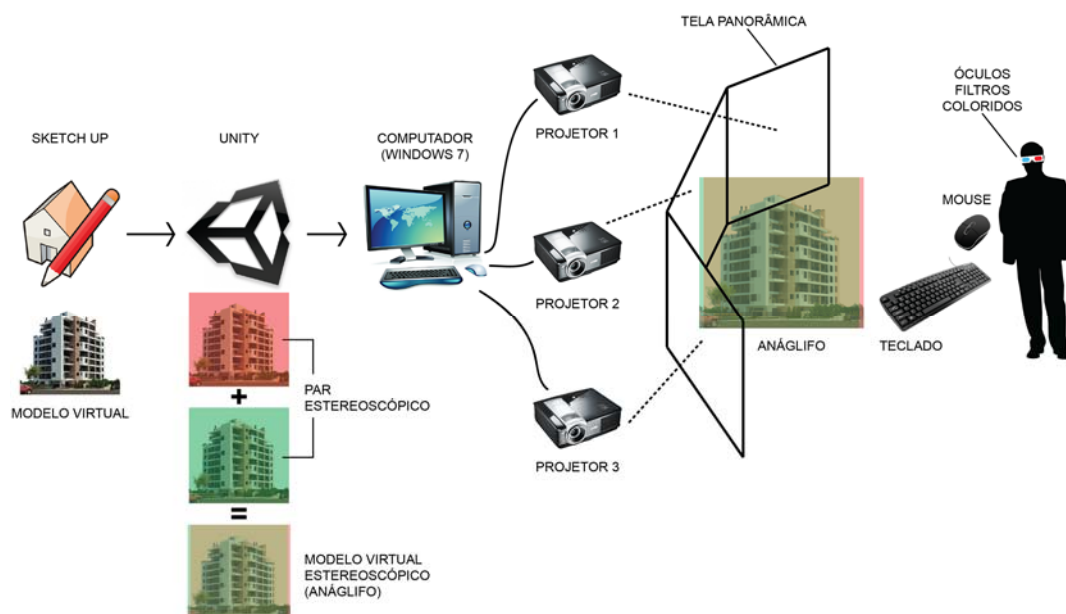 SKETCH UP
MODELO VIRTUAL
UNITY
+
PAR
ESTEREOSCÓPICO
=
MODELO VIRTUAL
ESTEREOSCÓPICO
(ANÁGLIFO)
COMPUTADOR
(WINDOWS 7)
PROJETOR 1
PROJETOR 2
PROJETOR 3
TELA PANORÂMICA
ANÁGLIFO
ÓCULOS
FILTROS
COLORIDOS
MOUSE
TECLADO